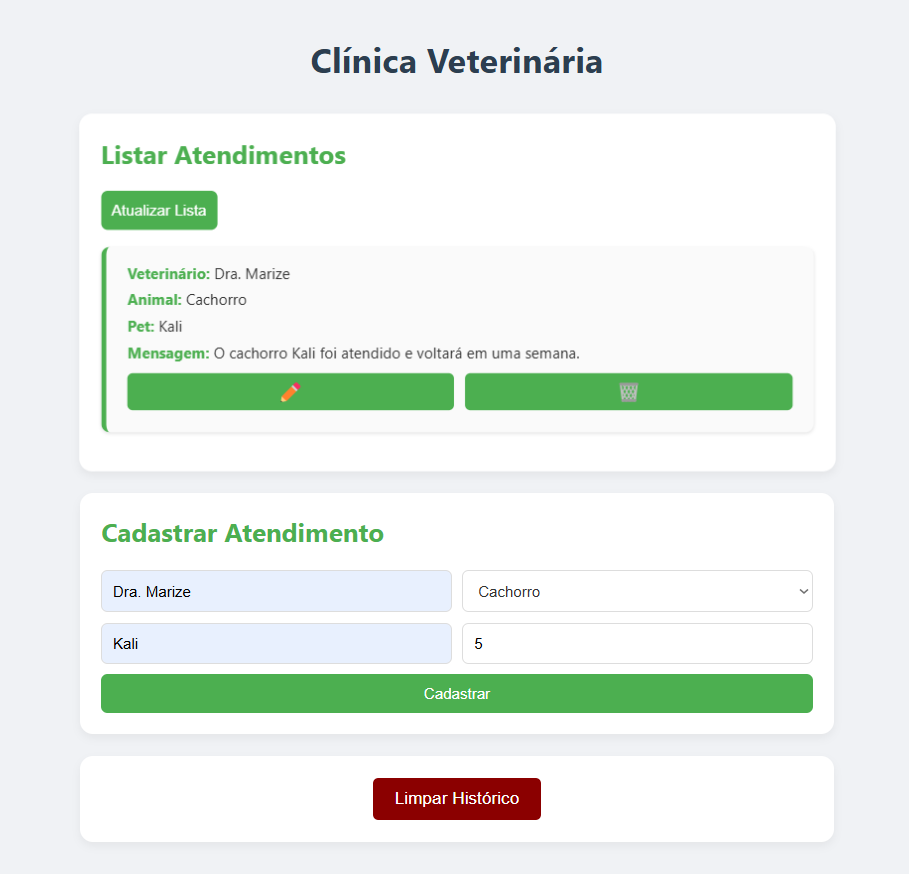 Clínica Veterinária
Listar Atendimentos
Atualizar Lista
Veterinário: Dra. Marize
Animal: Cachorro
Pet: Kali
Mensagem: O cachorro Kali foi atendido e voltará em uma semana.
Cadastrar Atendimento
Dra. Marize
Cachorro
Kali
5
Cadastrar
Limpar Histórico